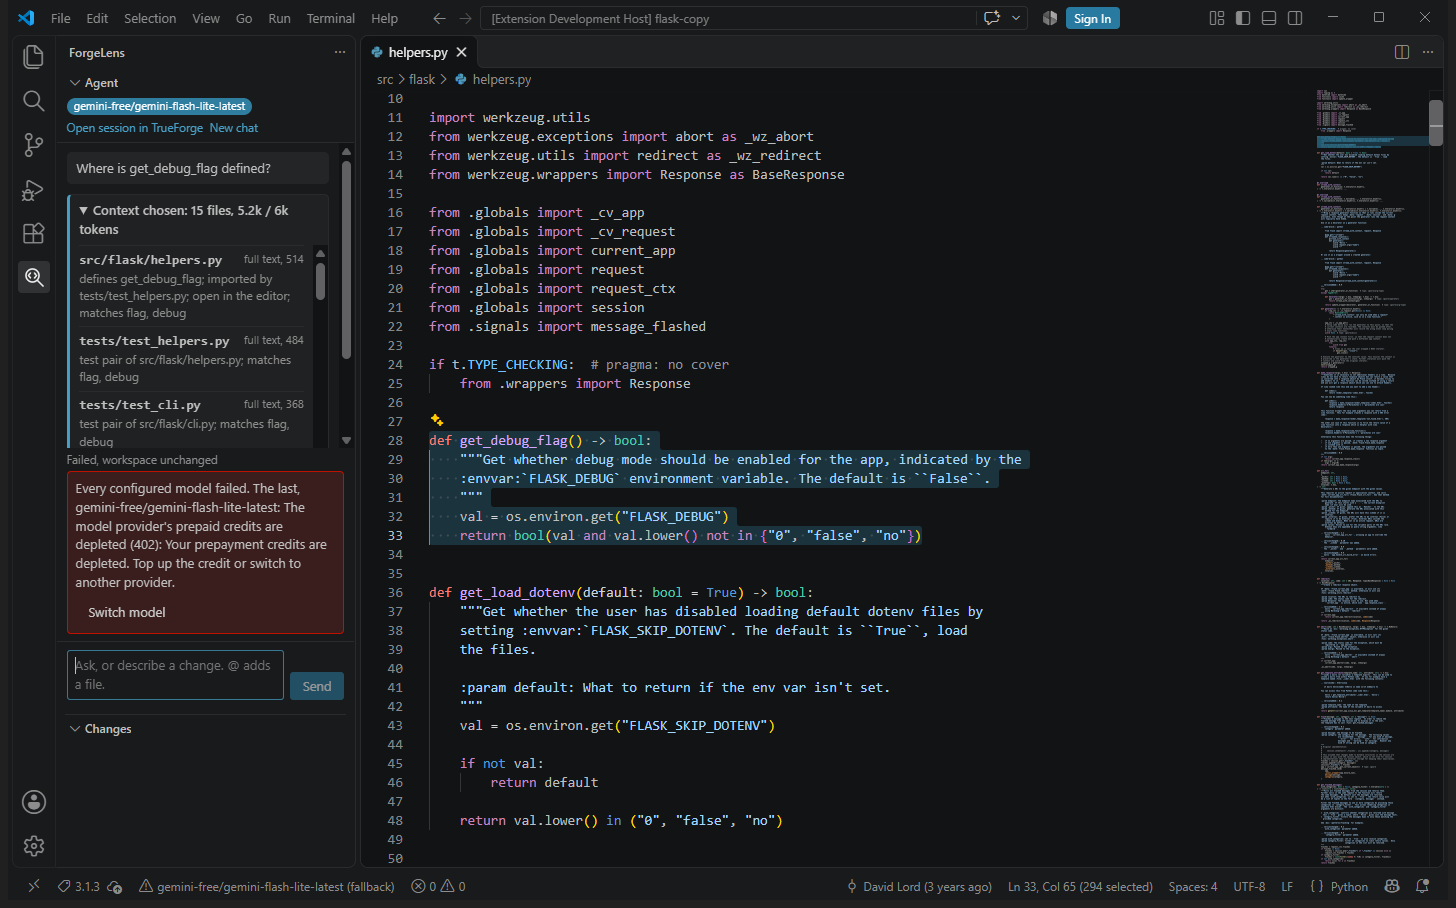 File Edit Selection View Go Run Terminal Help
[Extension Development Host] flask-copy
Sign In
ForgeLens
Agent
gemini-free/gemini-flash-lite-latest
Open session in TrueForge New chat
Where is get_debug_flag defined?
▼ Context chosen: 15 files, 5.2k / 6k
tokens
src/flask/helpers.py full text, 514
defines get_debug_flag; imported by
tests/test_helpers.py; open in the editor;
matches flag, debug
tests/test_helpers.py full text, 484
test pair of src/flask/helpers.py; matches
flag, debug
tests/test_cli.py full text, 368
test pair of src/flask/cli.py; matches flag,
debug
Failed, workspace unchanged
Every configured model failed. The last,
gemini-free/gemini-flash-lite-latest: The
model provider's prepaid credits are
depleted (402): Your prepayment credits are
depleted. Top up the credit or switch to
another provider.
Switch model
Ask, or describe a change. @ adds
a file.
Send
Changes
helpers.py
src > flask > helpers.py
10
11 import werkzeug.utils
12 from werkzeug.exceptions import abort as _wz_abort
13 from werkzeug.utils import redirect as _wz_redirect
14 from werkzeug.wrappers import Response as BaseResponse
15
16 from .globals import _cv_app
17 from .globals import _cv_request
18 from .globals import current_app
19 from .globals import request
20 from .globals import request_ctx
21 from .globals import session
22 from .signals import message_flashed
23
24 if t.TYPE_CHECKING:  # pragma: no cover
25     from .wrappers import Response
26
27
28 def get_debug_flag() -> bool:
29     """Get whether debug mode should be enabled for the app, indicated by the
30     :envvar:`FLASK_DEBUG` environment variable. The default is ``False``.
31     """
32     val = os.environ.get("FLASK_DEBUG")
33     return bool(val and val.lower() not in {"0", "false", "no"})
34
35
36 def get_load_dotenv(default: bool = True) -> bool:
37     """Get whether the user has disabled loading default dotenv files by
38     setting :envvar:`FLASK_SKIP_DOTENV`. The default is ``True``, load
39     the files.
40
41     :param default: What to return if the env var isn't set.
42     """
43     val = os.environ.get("FLASK_SKIP_DOTENV")
44
45     if not val:
46         return default
47
48     return val.lower() in ("0", "false", "no")
49
50
3.1.3
gemini-free/gemini-flash-lite-latest (fallback)
0 0
David Lord (3 years ago) Ln 33, Col 65 (294 selected) Spaces: 4 UTF-8 LF { } Python